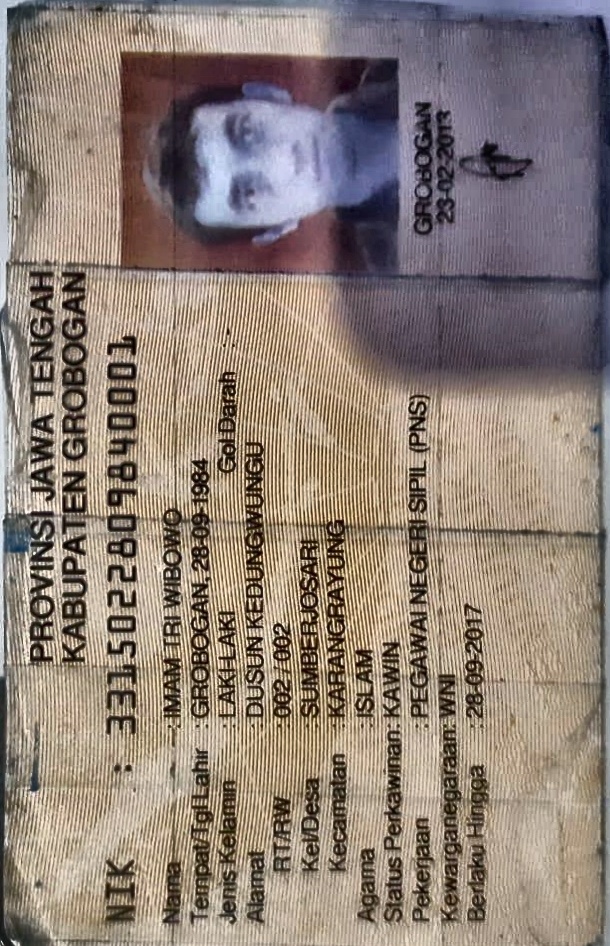 PROVINSI JAWA TENGAH
KABUPATEN GROBOGAN
NIK : 3315022809840001
Nama : IMAM TRI WIBOWO
Tempat/Tgl Lahir : GROBOGAN, 28-09-1984
Jenis Kelamin : LAKI-LAKI Gol Darah : -
Alamat : DUSUN KEDUNGWUNGU
RT/RW : 002 / 002
Kel/Desa : SUMBERJOSARI
Kecamatan : KARANGRAYUNG
Agama : ISLAM
Status Perkawinan: KAWIN
Pekerjaan : PEGAWAI NEGERI SIPIL (PNS)
Kewarganegaraan: WNI
Berlaku Hingga : 28-09-2017
GROBOGAN
23-02-2013